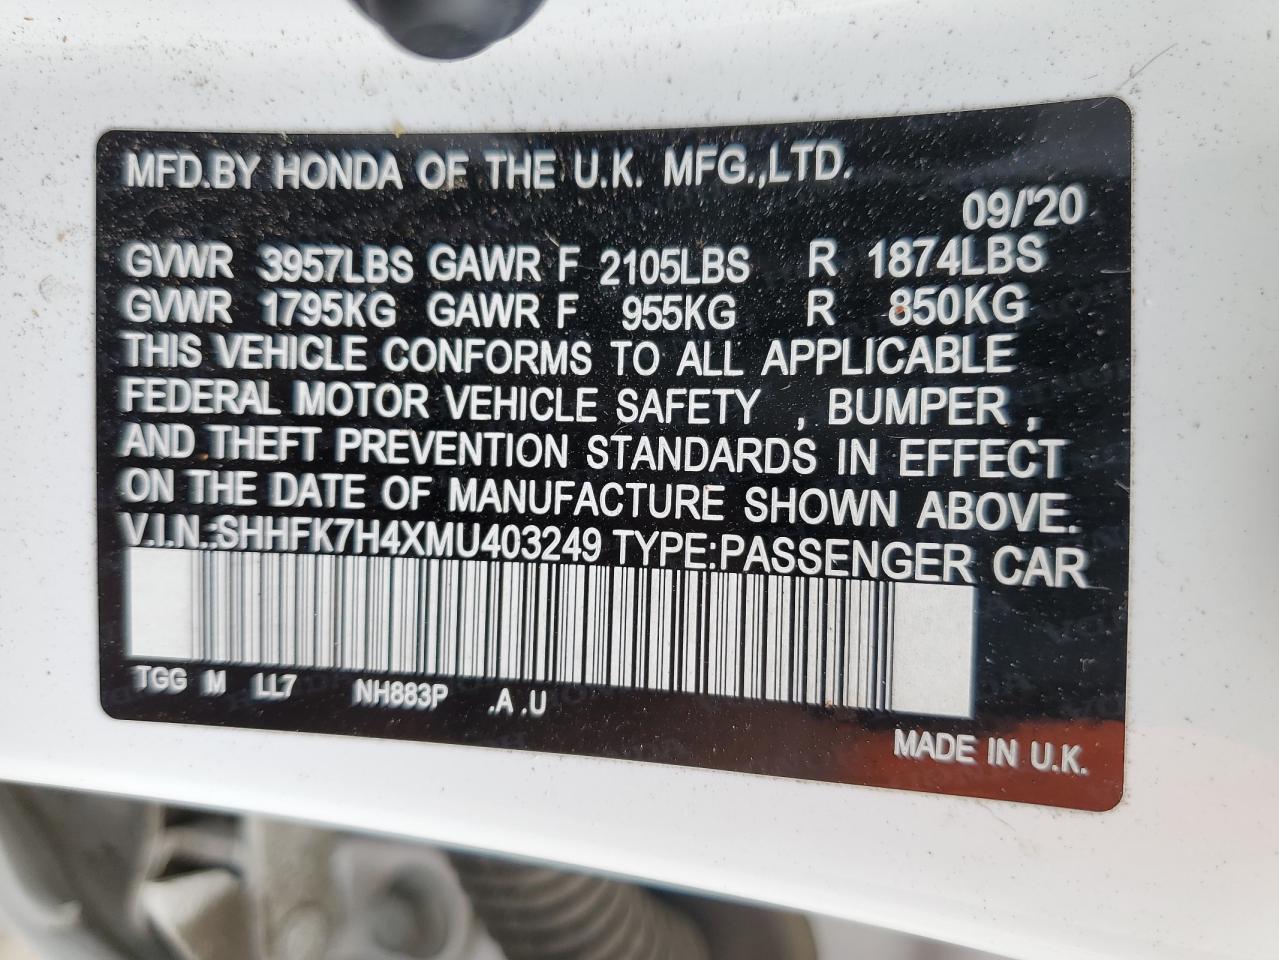 MFD.BY HONDA OF THE U.K. MFG.,LTD.
09/'20
GVWR 3957LBS GAWR F 2105LBS R 1874LBS
GVWR 1795KG GAWR F 955KG R 850KG
THIS VEHICLE CONFORMS TO ALL APPLICABLE
FEDERAL MOTOR VEHICLE SAFETY , BUMPER ,
AND THEFT PREVENTION STANDARDS IN EFFECT
ON THE DATE OF MANUFACTURE SHOWN ABOVE.
V.I.N.:SHHFK7H4XMU403249 TYPE:PASSENGER CAR
TGG M LL7 NH883P .A .U
MADE IN U.K.